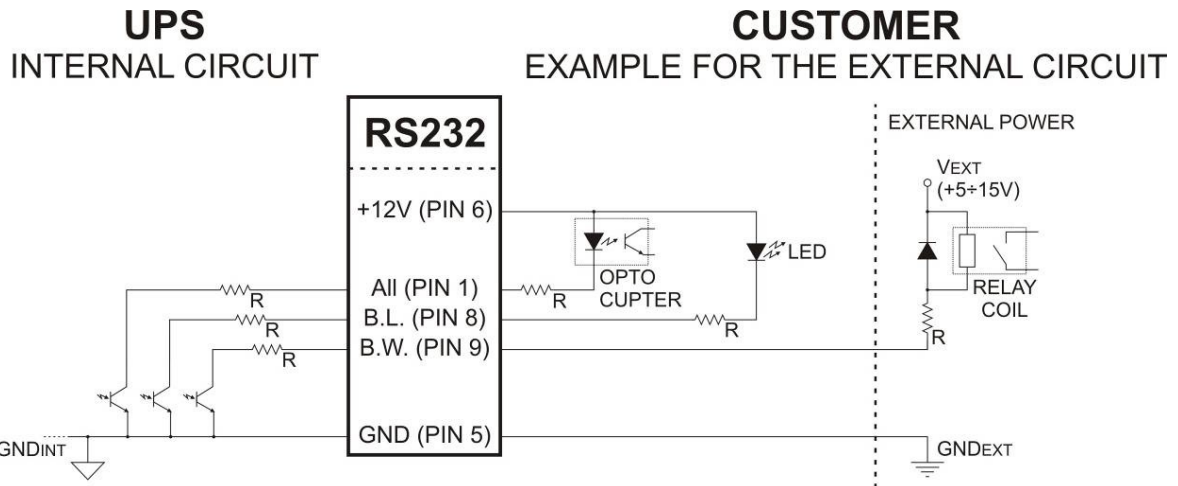 UPS
INTERNAL CIRCUIT
CUSTOMER
EXAMPLE FOR THE EXTERNAL CIRCUIT
RS232
+12V (PIN 6)
All (PIN 1)
B.L. (PIN 8)
B.W. (PIN 9)
GND (PIN 5)
R
R
R
GNDINT
OPTO
CUPTER
R
LED
R
EXTERNAL POWER
VEXT
(+5÷15V)
RELAY
COIL
R
GNDEXT